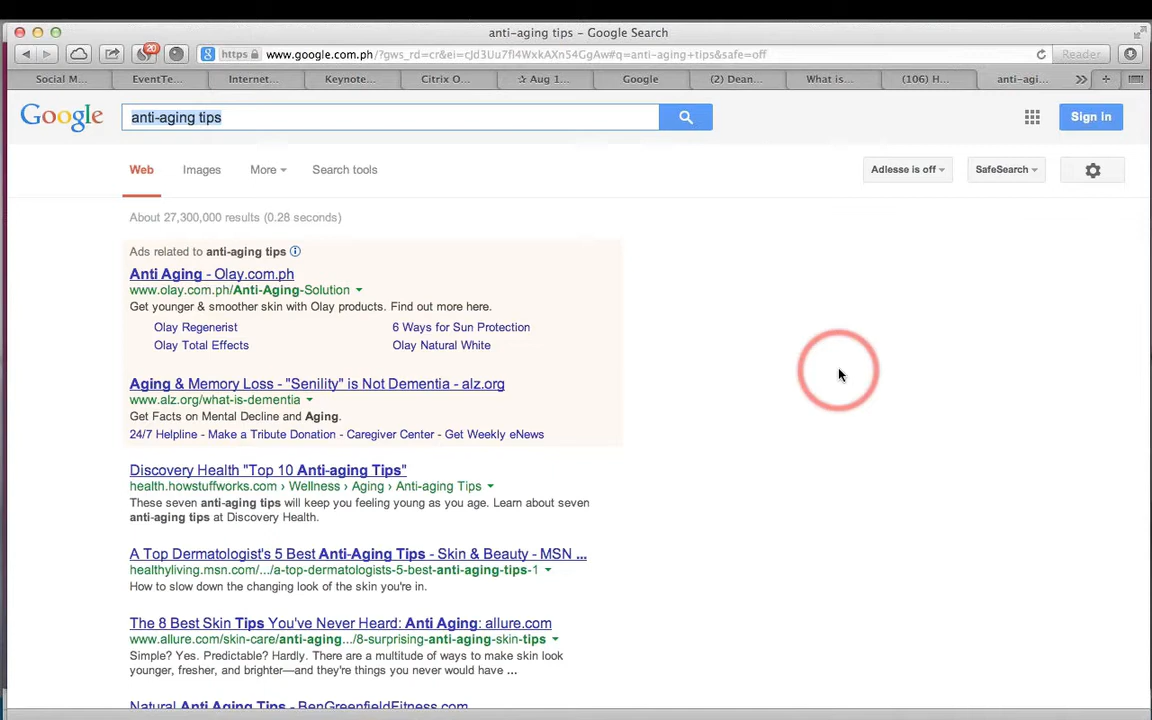 anti-aging tips - Google Search
20
https www.google.com.ph/?gws_rd=cr&ei=cJd3Uu7fI4WxkAXn54GgAw#q=anti-aging+tips&safe=off
Reader
Social M... EventTe... Internet... Keynote... Citrix O... ☆ Aug 1... Google (2) Dean... What is... (106) H... anti-agi...
Google anti-aging tips Sign in
Web Images More Search tools Adlesse is off SafeSearch
About 27,300,000 results (0.28 seconds)
Ads related to anti-aging tips
Anti Aging - Olay.com.ph
www.olay.com.ph/Anti-Aging-Solution
Get younger & smoother skin with Olay products. Find out more here.
Olay Regenerist 6 Ways for Sun Protection
Olay Total Effects Olay Natural White
Aging & Memory Loss - "Senility" is Not Dementia - alz.org
www.alz.org/what-is-dementia
Get Facts on Mental Decline and Aging.
24/7 Helpline - Make a Tribute Donation - Caregiver Center - Get Weekly eNews
Discovery Health "Top 10 Anti-aging Tips"
health.howstuffworks.com › Wellness › Aging › Anti-aging Tips
These seven anti-aging tips will keep you feeling young as you age. Learn about seven
anti-aging tips at Discovery Health.
A Top Dermatologist's 5 Best Anti-Aging Tips - Skin & Beauty - MSN ...
healthyliving.msn.com/.../a-top-dermatologists-5-best-anti-aging-tips-1
How to slow down the changing look of the skin you're in.
The 8 Best Skin Tips You've Never Heard: Anti Aging: allure.com
www.allure.com/skin-care/anti-aging.../8-surprising-anti-aging-skin-tips
Simple? Yes. Predictable? Hardly. There are a multitude of ways to make skin look
younger, fresher, and brighter—and they're things you never would have ...
Natural Anti Aging Tips - BenGreenfieldFitness.com